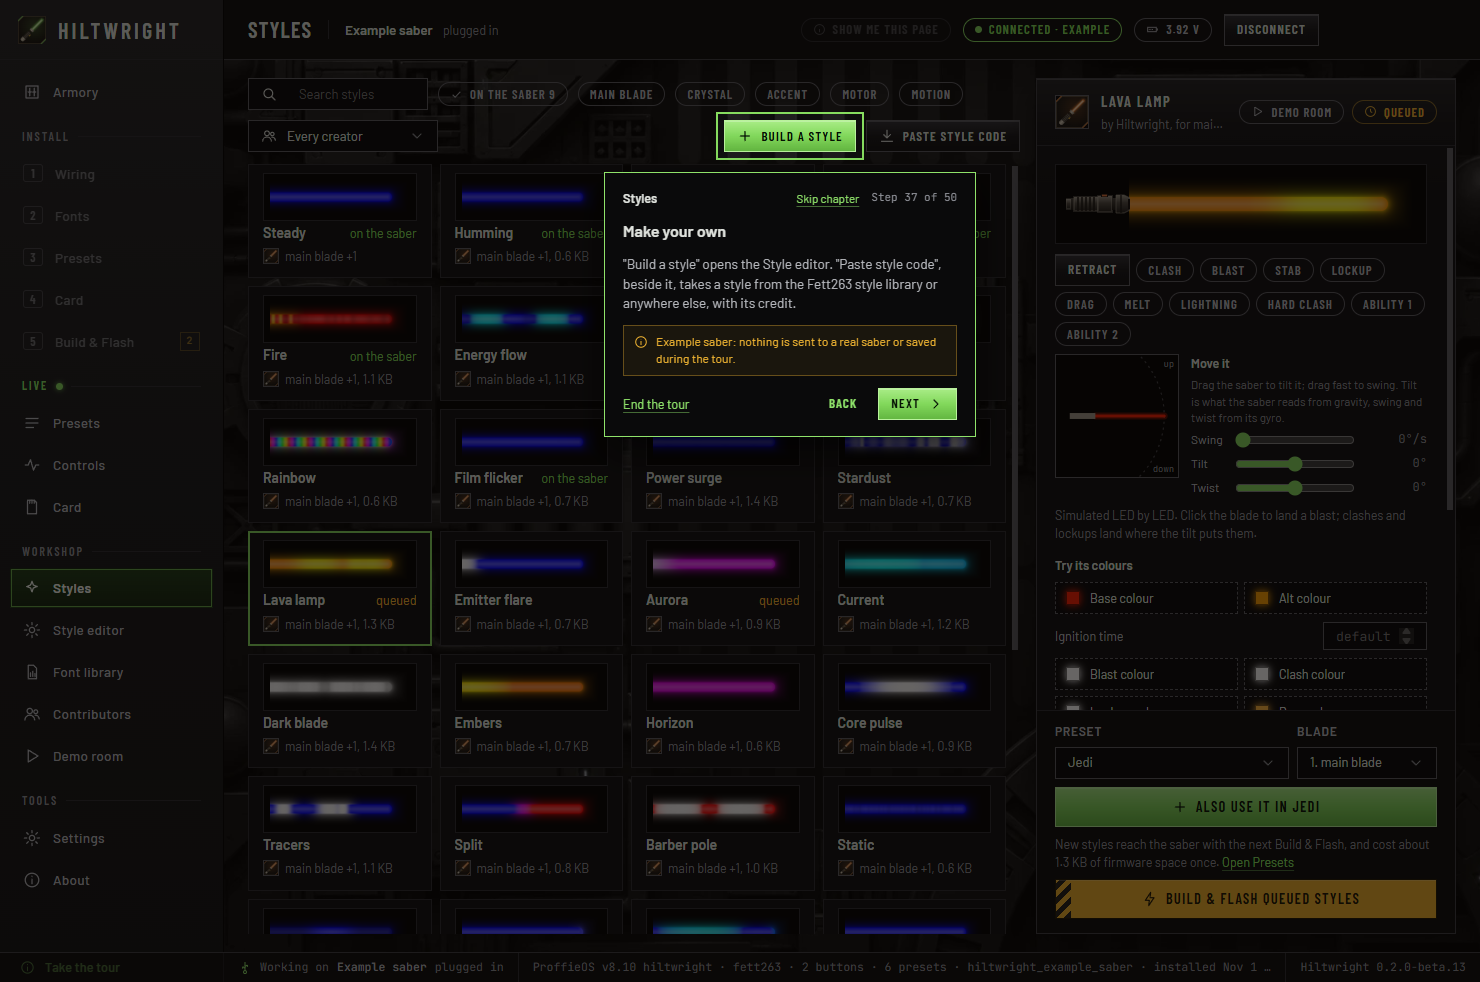 HILTWRIGHT
STYLES
Example saber plugged in
SHOW ME THIS PAGE
CONNECTED · EXAMPLE
3.92 V
DISCONNECT
Armory
INSTALL
1 Wiring
2 Fonts
3 Presets
4 Card
5 Build & Flash 2
LIVE
Presets
Controls
Card
WORKSHOP
Styles
Style editor
Font library
Contributors
Demo room
TOOLS
Settings
About
Take the tour
Search styles
ON THE SABER 9
MAIN BLADE
CRYSTAL
ACCENT
MOTOR
MOTION
Every creator
BUILD A STYLE
PASTE STYLE CODE
Steady on the saber
main blade +1
Humming on the sabe
main blade +1, 0.6 KB
ber
Fire on the saber
main blade +1, 1.1 KB
Energy flow
main blade +1, 1.1 KB
Styles Skip chapter Step 37 of 50
Make your own
"Build a style" opens the Style editor. "Paste style code",
beside it, takes a style from the Fett263 style library or
anywhere else, with its credit.
Example saber: nothing is sent to a real saber or saved
during the tour.
End the tour BACK NEXT
Rainbow
main blade +1, 0.6 KB
Film flicker on the saber
main blade +1, 0.7 KB
Power surge
main blade +1, 1.4 KB
Stardust
main blade +1, 0.7 KB
Lava lamp queued
main blade +1, 1.3 KB
Emitter flare
main blade +1, 0.7 KB
Aurora queued
main blade +1, 0.9 KB
Current
main blade +1, 1.2 KB
Dark blade
main blade +1, 1.4 KB
Embers
main blade +1, 0.7 KB
Horizon
main blade +1, 0.6 KB
Core pulse
main blade +1, 0.9 KB
Tracers
main blade +1, 1.1 KB
Split
main blade +1, 0.8 KB
Barber pole
main blade +1, 1.0 KB
Static
main blade +1, 0.6 KB
LAVA LAMP
by Hiltwright, for mai...
DEMO ROOM
QUEUED
RETRACT CLASH BLAST STAB LOCKUP
DRAG MELT LIGHTNING HARD CLASH ABILITY 1
ABILITY 2
up
down
Move it
Drag the saber to tilt it; drag fast to swing. Tilt
is what the saber reads from gravity, swing and
twist from its gyro.
Swing 0°/s
Tilt 0°
Twist 0°
Simulated LED by LED. Click the blade to land a blast; clashes and
lockups land where the tilt puts them.
Try its colours
Base colour Alt colour
Ignition time default
Blast colour Clash colour
PRESET BLADE
Jedi 1. main blade
ALSO USE IT IN JEDI
New styles reach the saber with the next Build & Flash, and cost about
1.3 KB of firmware space once. Open Presets
BUILD & FLASH QUEUED STYLES
Working on Example saber plugged in
ProffieOS v8.10 hiltwright · fett263 · 2 buttons · 6 presets · hiltwright_example_saber · installed Nov 1 …
Hiltwright 0.2.0-beta.13